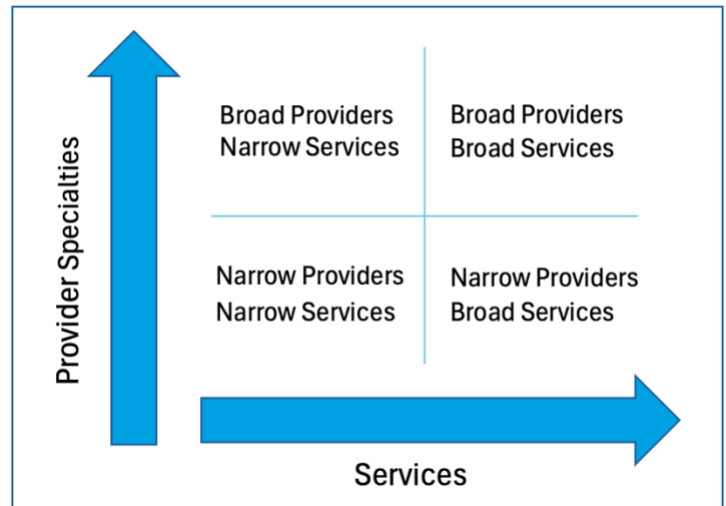 Provider Specialties
Broad Providers
Narrow Services
Broad Providers
Broad Services
Narrow Providers
Narrow Services
Narrow Providers
Broad Services
Services